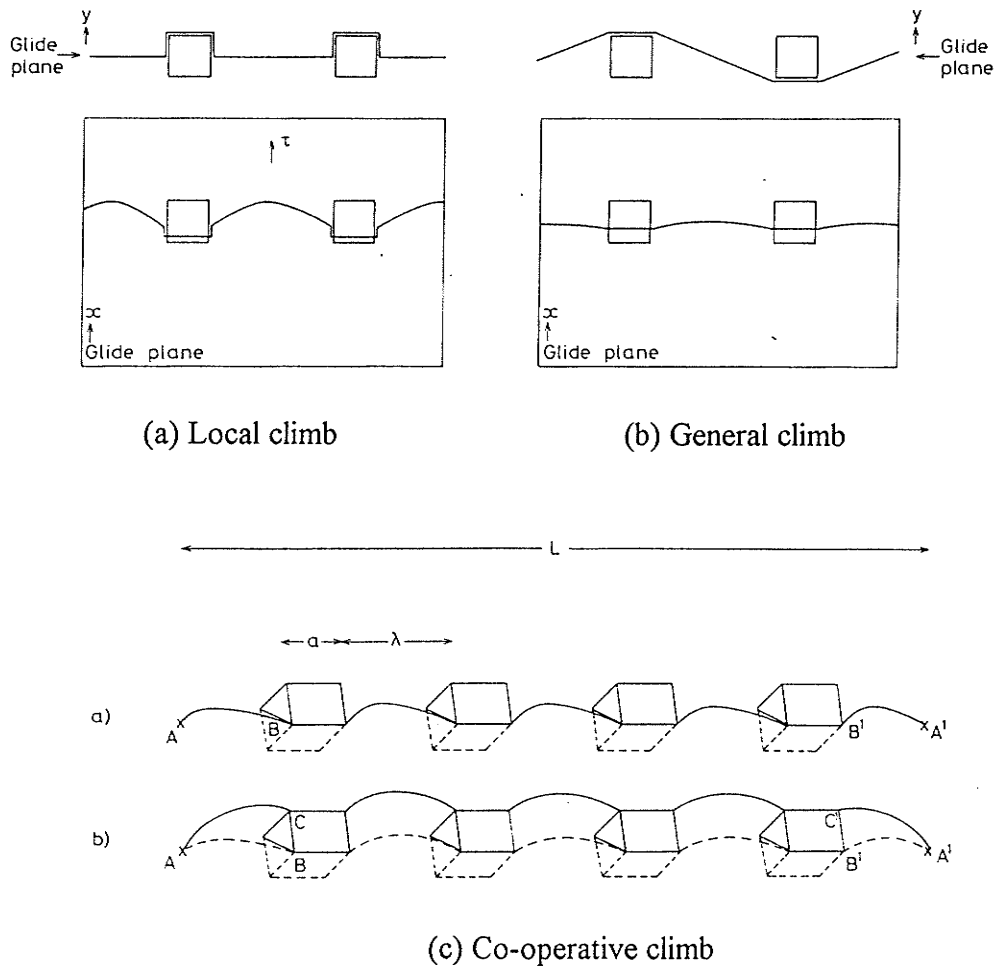 y
Glide
plane
τ
x
Glide plane
(a) Local climb
y
Glide
plane
x
Glide plane
(b) General climb
L
a λ
a)
A B B¹ A¹
b)
C C
A B B¹ A¹
(c) Co-operative climb